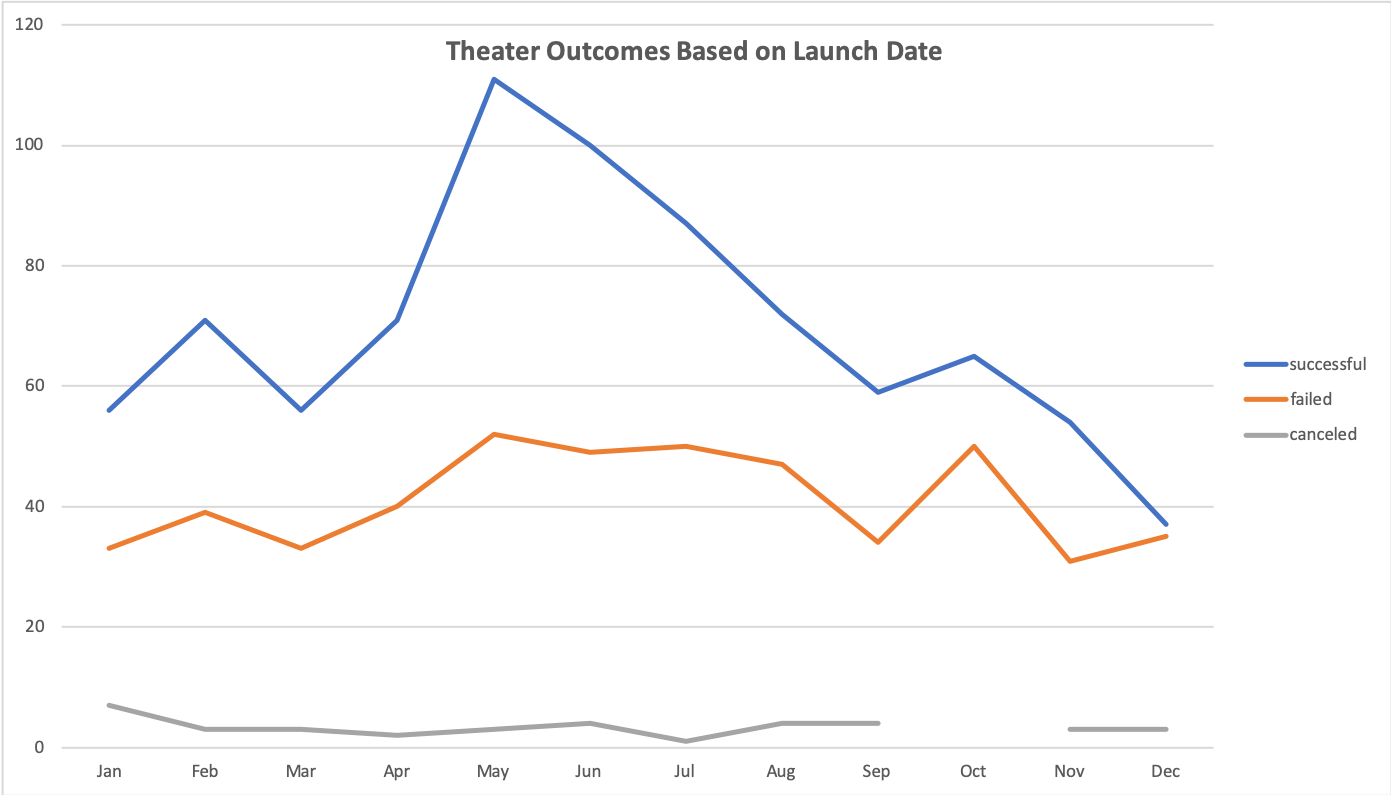 Theater Outcomes Based on Launch Date
120
100
80
60
40
20
0
Jan Feb Mar Apr May Jun Jul Aug Sep Oct Nov Dec
successful
failed
canceled